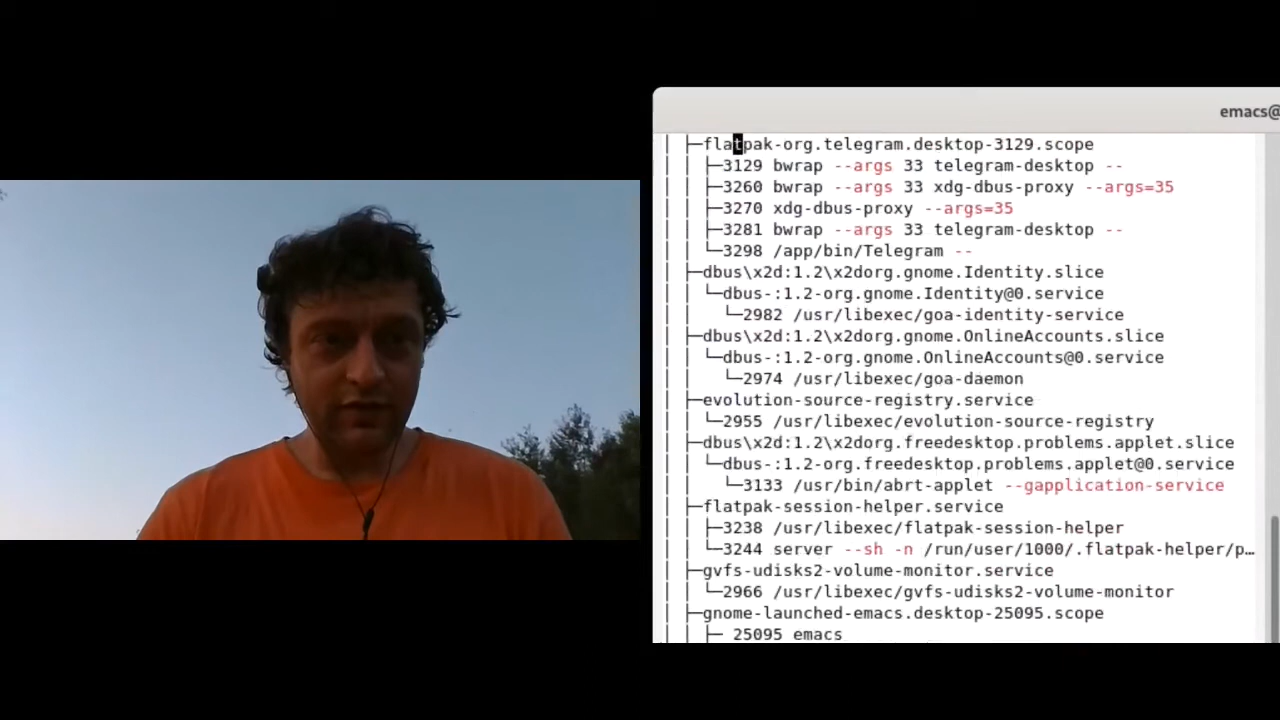 emacs@
├─flatpak-org.telegram.desktop-3129.scope
│ ├─3129 bwrap --args 33 telegram-desktop --
│ ├─3260 bwrap --args 33 xdg-dbus-proxy --args=35
│ ├─3270 xdg-dbus-proxy --args=35
│ ├─3281 bwrap --args 33 telegram-desktop --
│ └─3298 /app/bin/Telegram --
├─dbus\x2d:1.2\x2dorg.gnome.Identity.slice
│ └─dbus-:1.2-org.gnome.Identity@0.service
│   └─2982 /usr/libexec/goa-identity-service
├─dbus\x2d:1.2\x2dorg.gnome.OnlineAccounts.slice
│ └─dbus-:1.2-org.gnome.OnlineAccounts@0.service
│   └─2974 /usr/libexec/goa-daemon
├─evolution-source-registry.service
│ └─2955 /usr/libexec/evolution-source-registry
├─dbus\x2d:1.2\x2dorg.freedesktop.problems.applet.slice
│ └─dbus-:1.2-org.freedesktop.problems.applet@0.service
│   └─3133 /usr/bin/abrt-applet --gapplication-service
├─flatpak-session-helper.service
│ ├─3238 /usr/libexec/flatpak-session-helper
│ └─3244 server --sh -n /run/user/1000/.flatpak-helper/p…
├─gvfs-udisks2-volume-monitor.service
│ └─2966 /usr/libexec/gvfs-udisks2-volume-monitor
├─gnome-launched-emacs.desktop-25095.scope
│ ├─ 25095 emacs